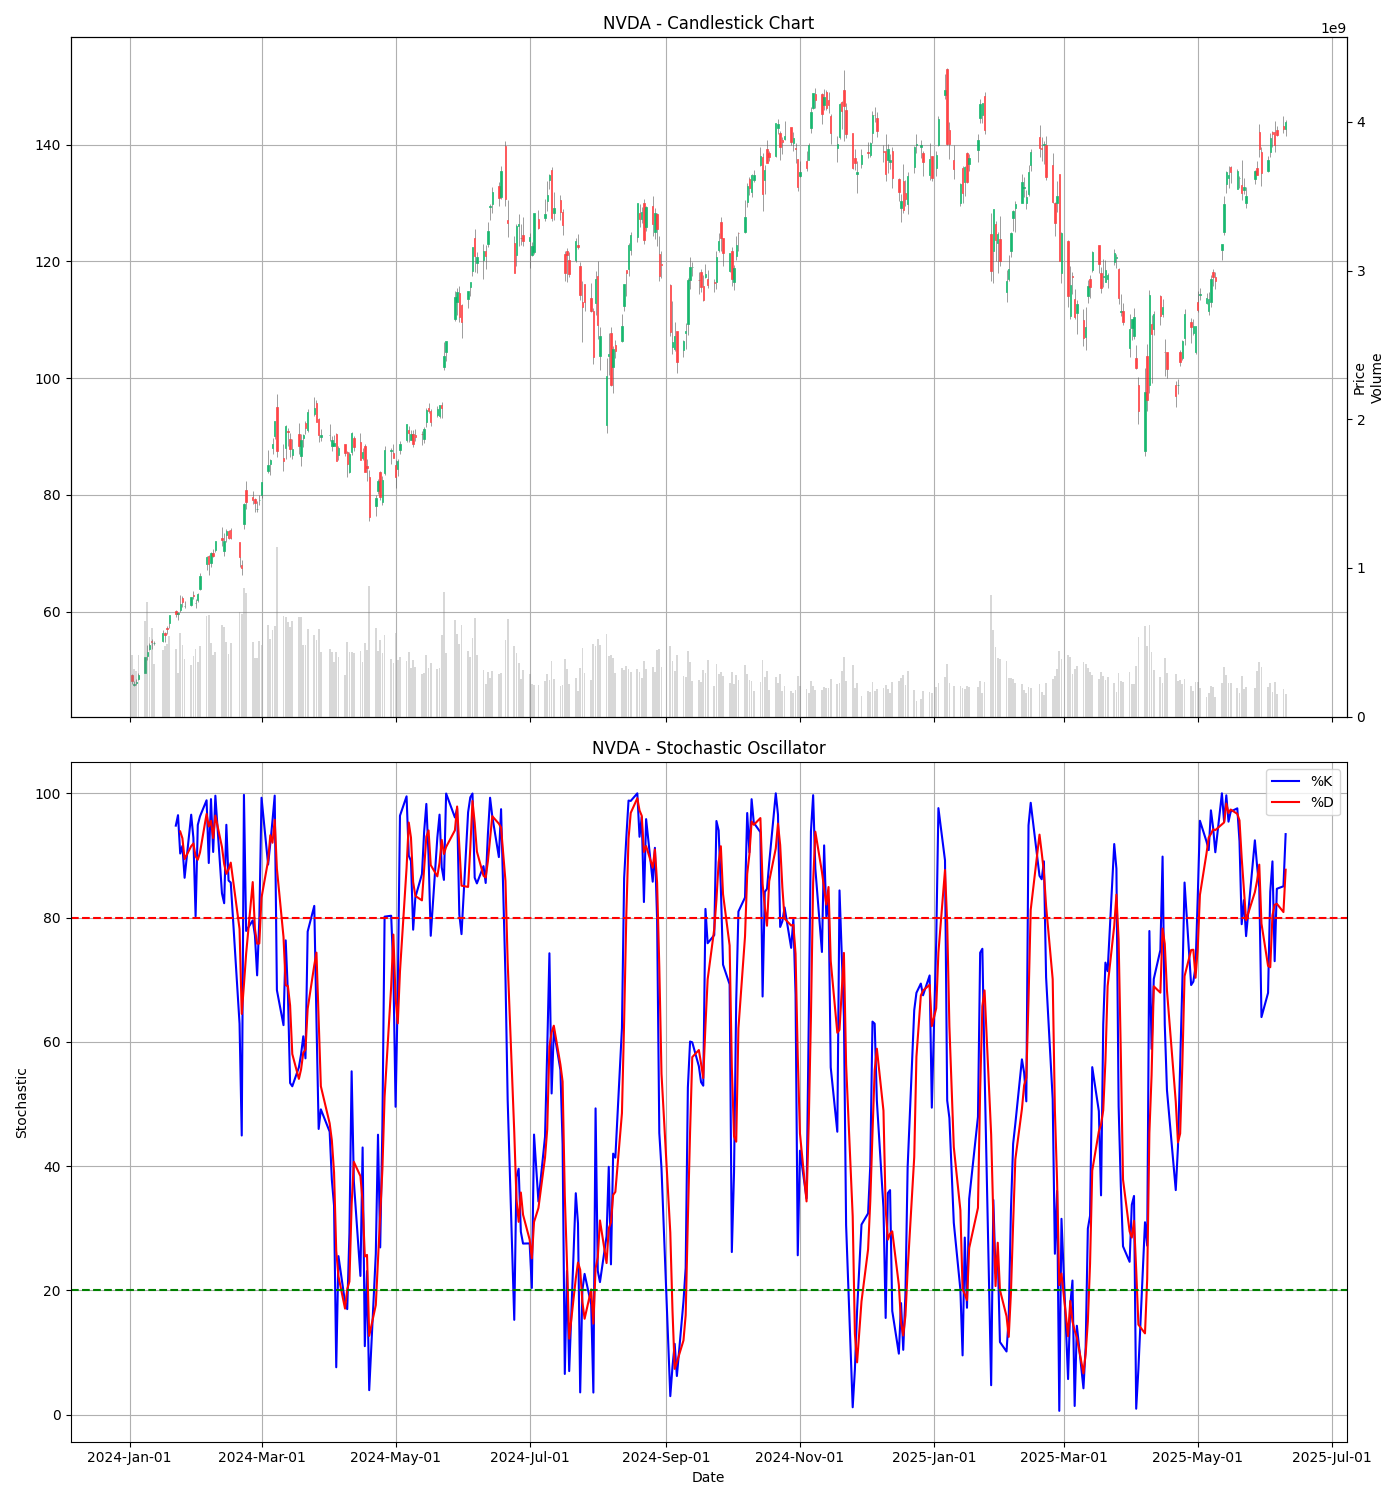 NVDA - Candlestick Chart
1e9
140
120
100
80
60
4
3
2
1
0
Price
Volume
NVDA - Stochastic Oscillator
%K
%D
100
80
60
40
20
0
Stochastic
2024-Jan-01 2024-Mar-01 2024-May-01 2024-Jul-01 2024-Sep-01 2024-Nov-01 2025-Jan-01 2025-Mar-01 2025-May-01 2025-Jul-01
Date